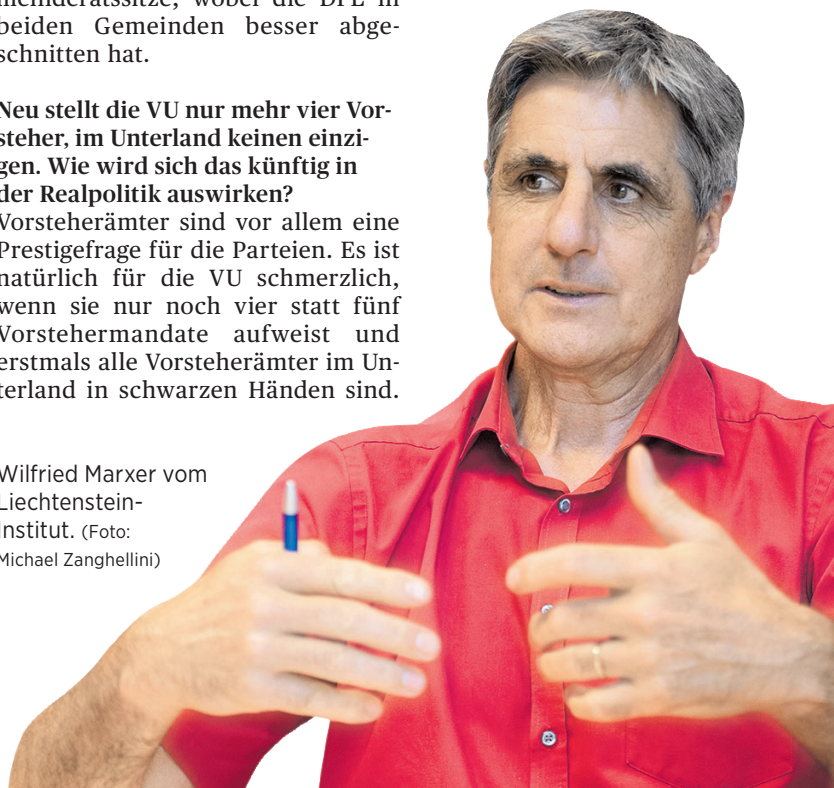 beiden Gemeinden besser abge-
schnitten hat.
Neu stellt die VU nur mehr vier Vor-
steher, im Unterland keinen einzi-
gen. Wie wird sich das künftig in
der Realpolitik auswirken?
Vorsteherämter sind vor allem eine
Prestigefrage für die Parteien. Es ist
natürlich für die VU schmerzlich,
wenn sie nur noch vier statt fünf
Vorstehermandate aufweist und
erstmals alle Vorsteherämter im Un-
terland in schwarzen Händen sind.
Wilfried Marxer vom
Liechtenstein-
Institut. (Foto:
Michael Zanghellini)